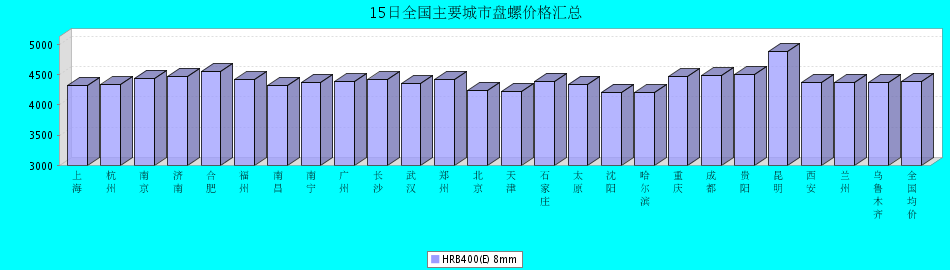 15日全国主要城市盘螺价格汇总
5000
4500
4000
3500
3000
上海
杭州
南京
济南
合肥
福州
南昌
南宁
广州
长沙
武汉
郑州
北京
天津
石家庄
太原
沈阳
哈尔滨
重庆
成都
贵阳
昆明
西安
兰州
乌鲁木齐
全国均价
HRB400(E) 8mm